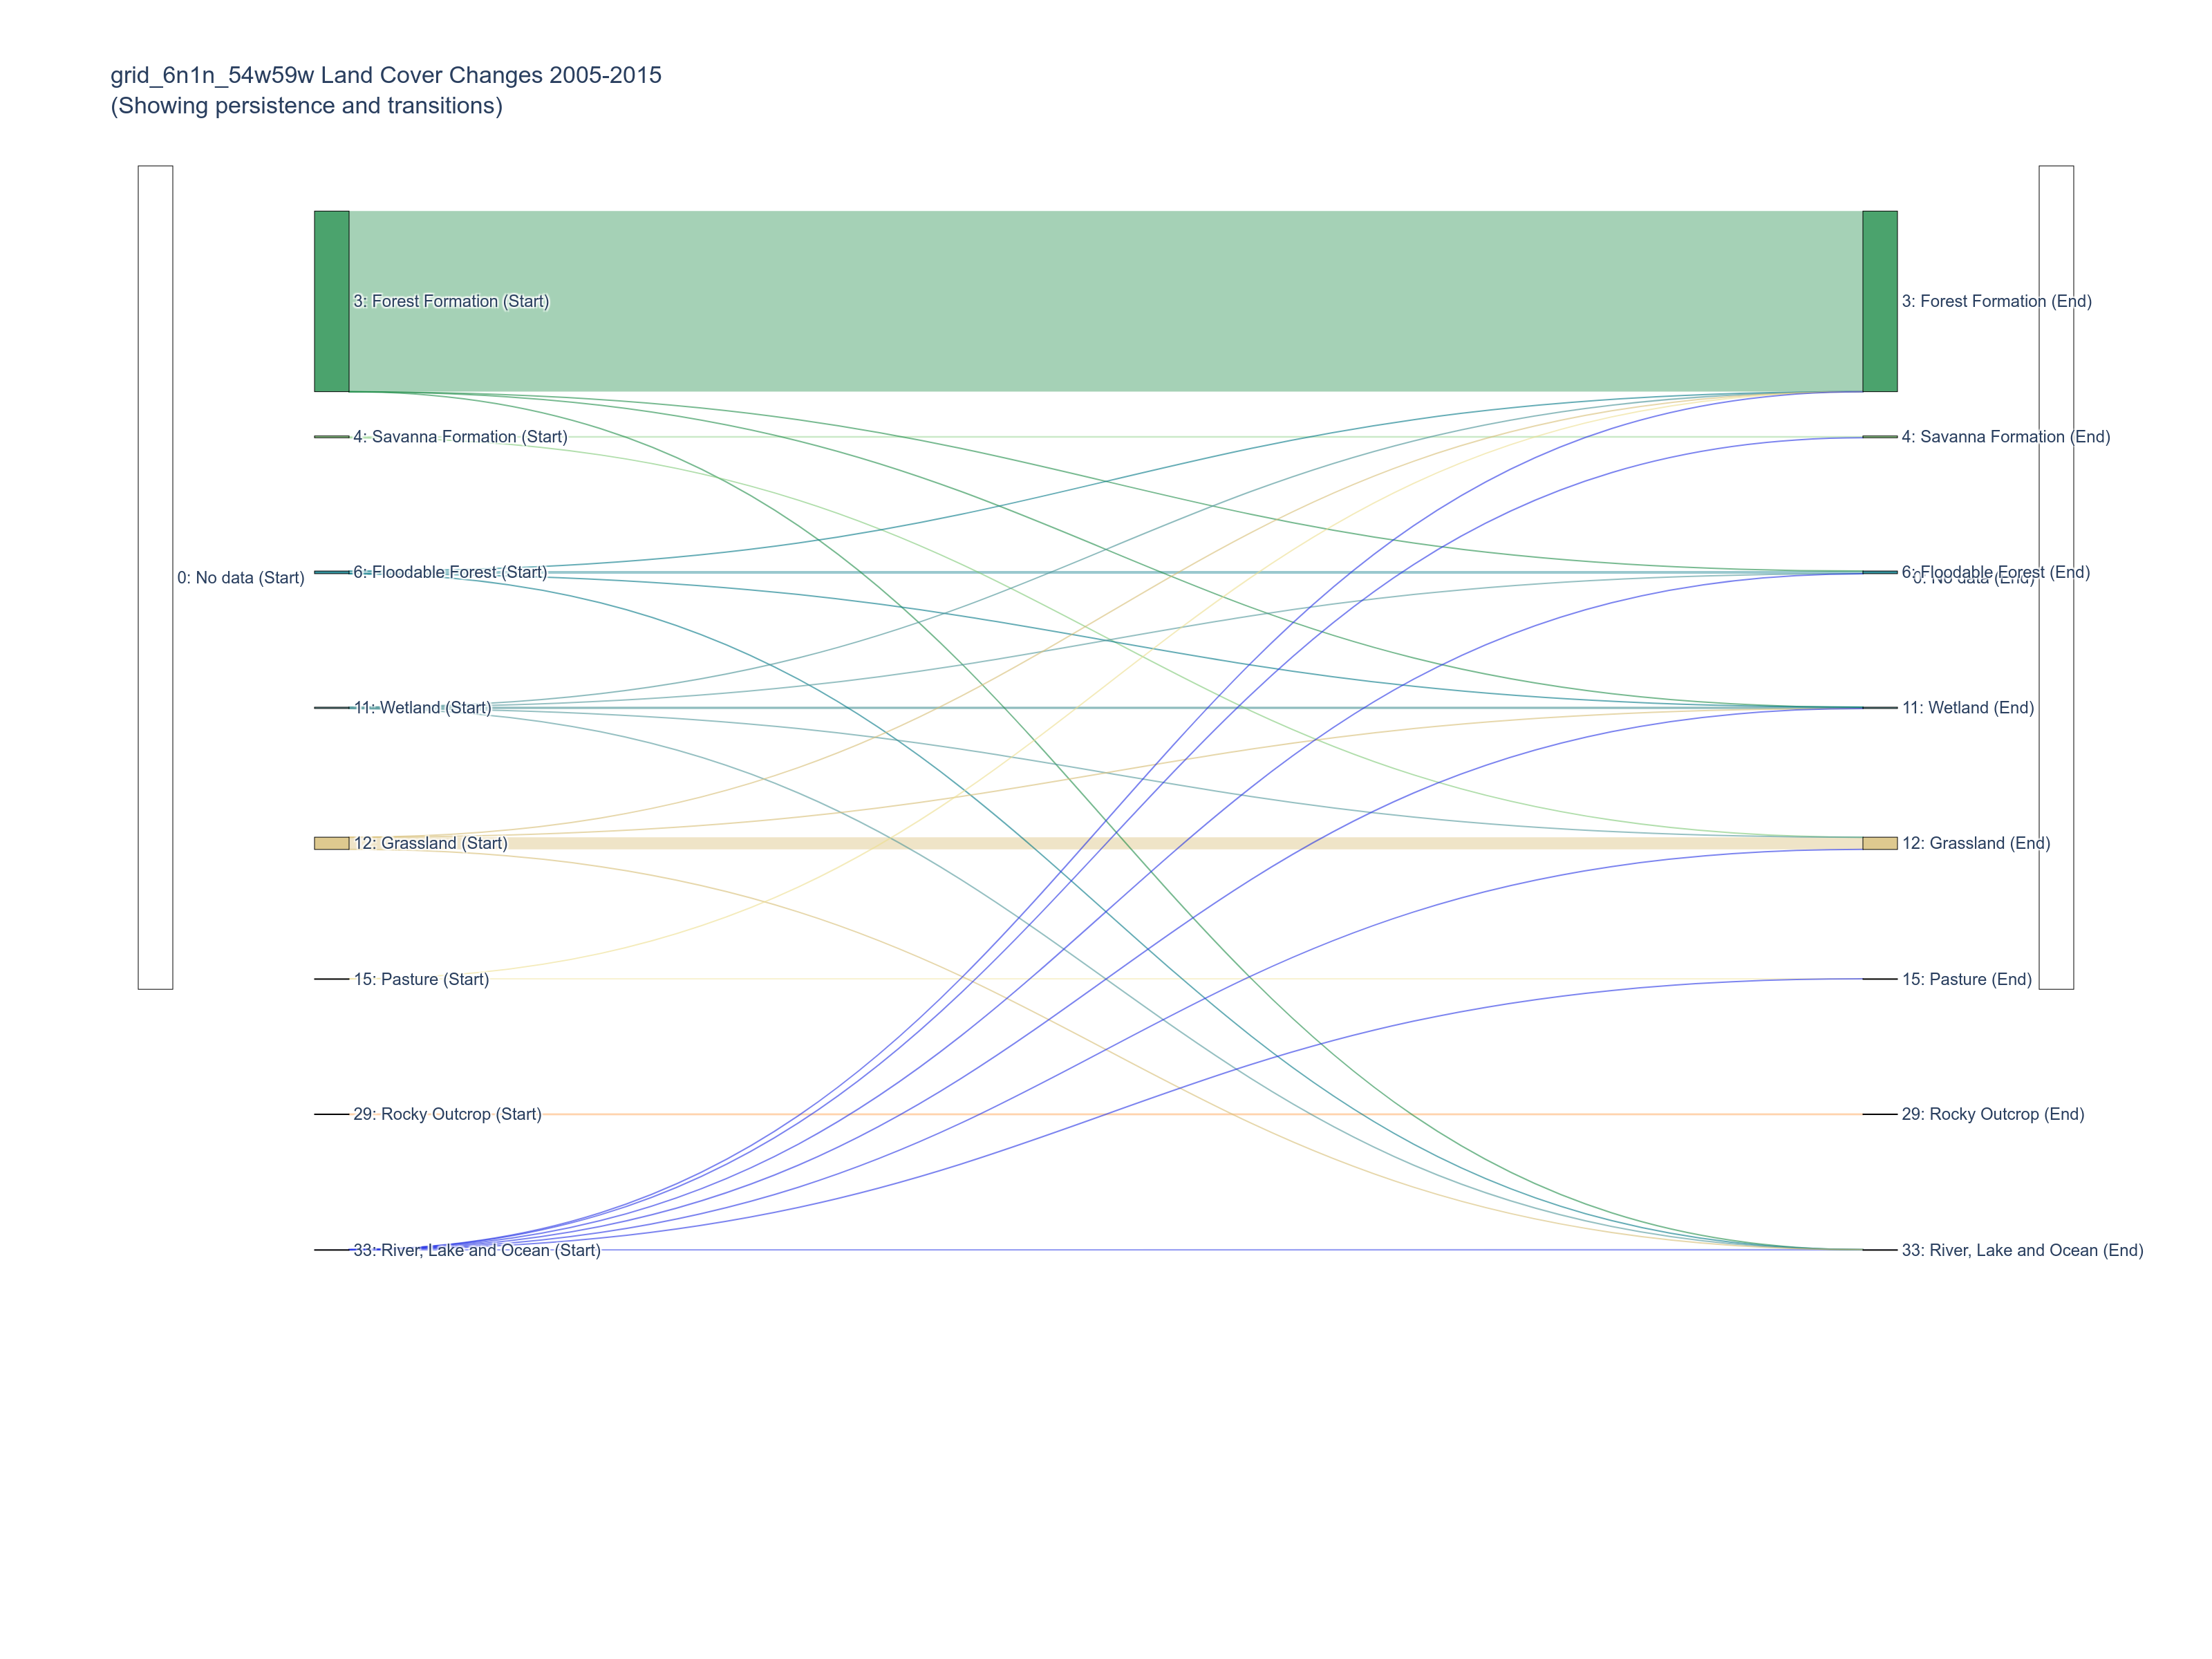 grid_6n1n_54w59w Land Cover Changes 2005-2015
(Showing persistence and transitions)
3: Forest Formation (Start)
3: Forest Formation (End)
4: Savanna Formation (Start)
4: Savanna Formation (End)
0: No data (Start)
6: Floodable Forest (Start)
6: Floodable Forest (End)
0: No data (End)
11: Wetland (Start)
11: Wetland (End)
12: Grassland (Start)
12: Grassland (End)
15: Pasture (Start)
15: Pasture (End)
29: Rocky Outcrop (Start)
29: Rocky Outcrop (End)
33: River, Lake and Ocean (Start)
33: River, Lake and Ocean (End)